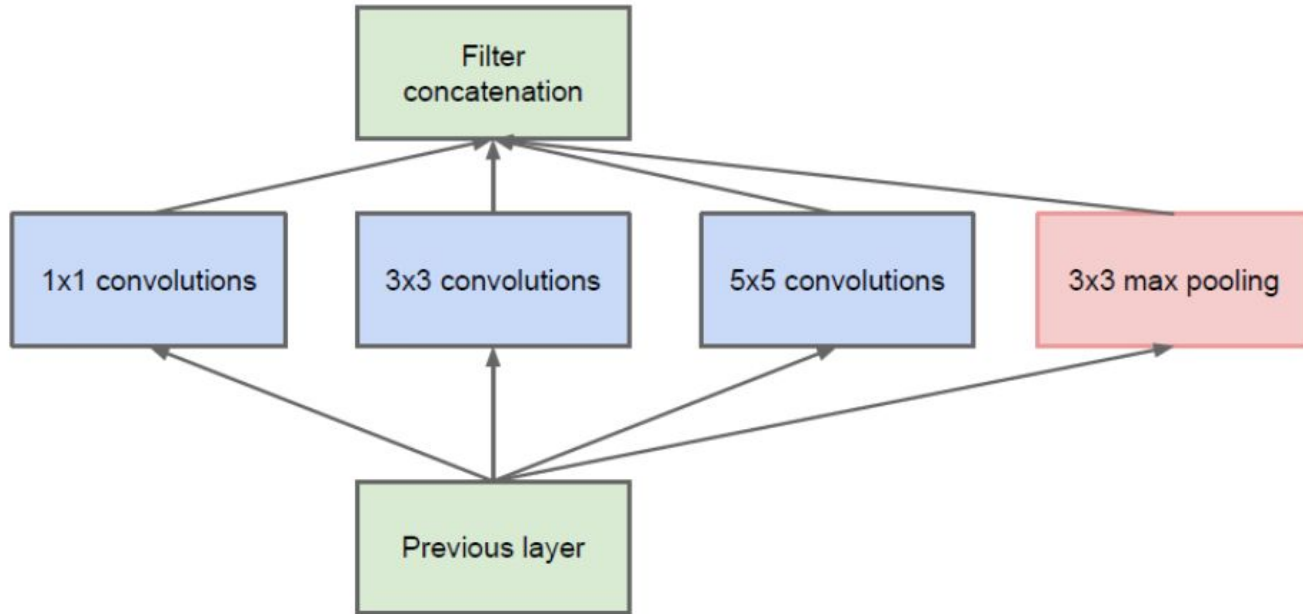 Filter
concatenation
1x1 convolutions
3x3 convolutions
5x5 convolutions
3x3 max pooling
Previous layer